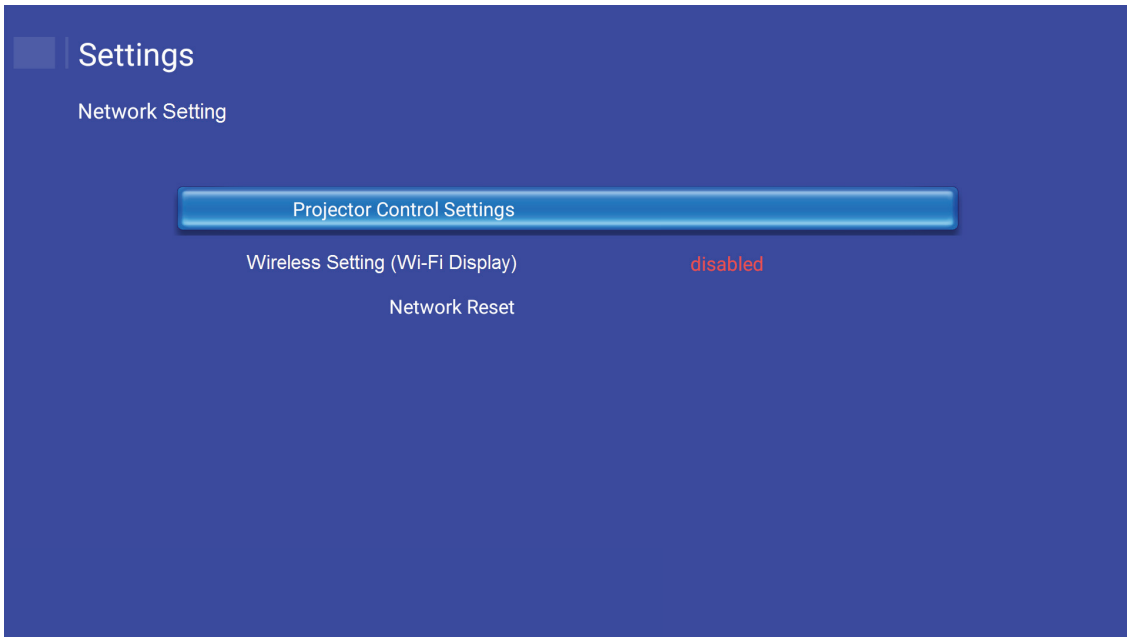 Settings
Network Setting
Projector Control Settings
Wireless Setting (Wi-Fi Display) disabled
Network Reset